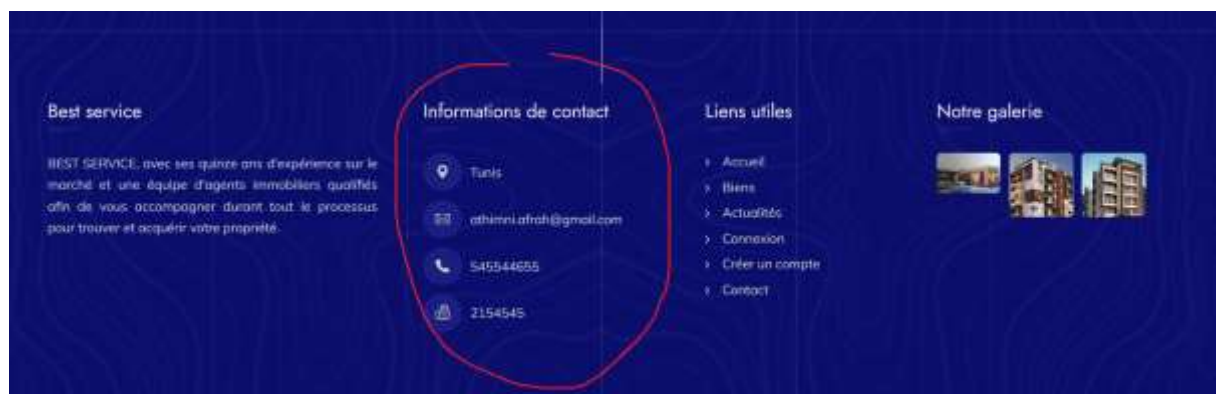 Best service
BEST SERVICE, avec ses quinze ans d'expérience sur le
marché et une équipe d'agents immobiliers qualifiés
afin de vous accompagner durant tout le processus
pour trouver et acquérir votre propriété.
Informations de contact
Tunis
athimni.afrah@gmail.com
545544655
2154545
Liens utiles
› Accueil
› Biens
› Actualités
› Connexion
› Créer un compte
› Contact
Notre galerie